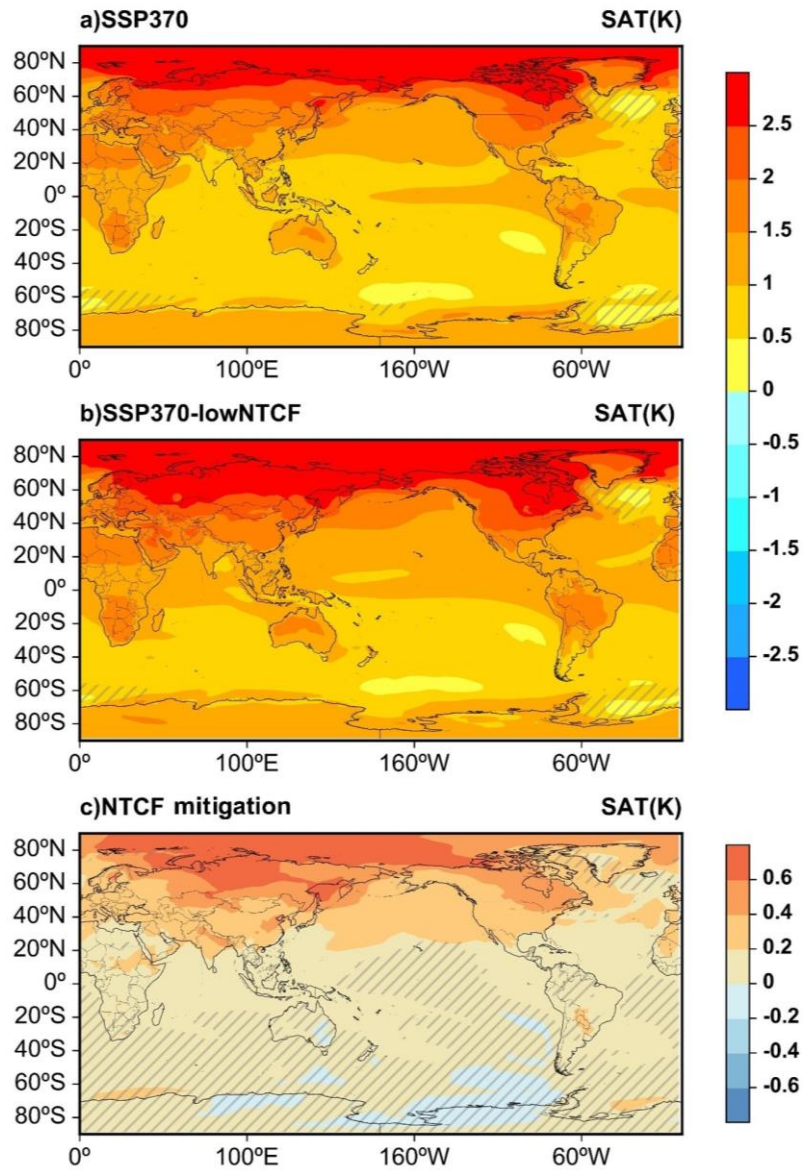 a)SSP370 SAT(K)
80ºN
60ºN
40ºN
20ºN
0º
20ºS
40ºS
60ºS
80ºS
0º 100ºE 160ºW 60ºW
b)SSP370-lowNTCF SAT(K)
80ºN
60ºN
40ºN
20ºN
0º
20ºS
40ºS
60ºS
80ºS
0º 100ºE 160ºW 60ºW
2.5
2
1.5
1
0.5
0
-0.5
-1
-1.5
-2
-2.5
c)NTCF mitigation SAT(K)
80ºN
60ºN
40ºN
20ºN
0º
20ºS
40ºS
60ºS
80ºS
0º 100ºE 160ºW 60ºW
0.6
0.4
0.2
0
-0.2
-0.4
-0.6